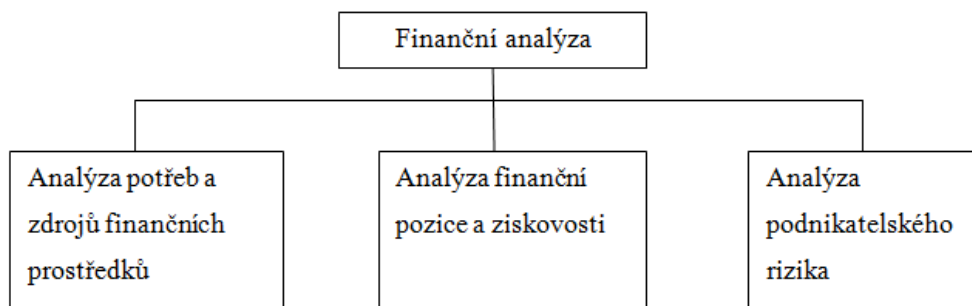 Finanční analýza
Analýza potřeb a
zdrojů finančních
prostředků
Analýza finanční
pozice a ziskovosti
Analýza
podnikatelského
rizika